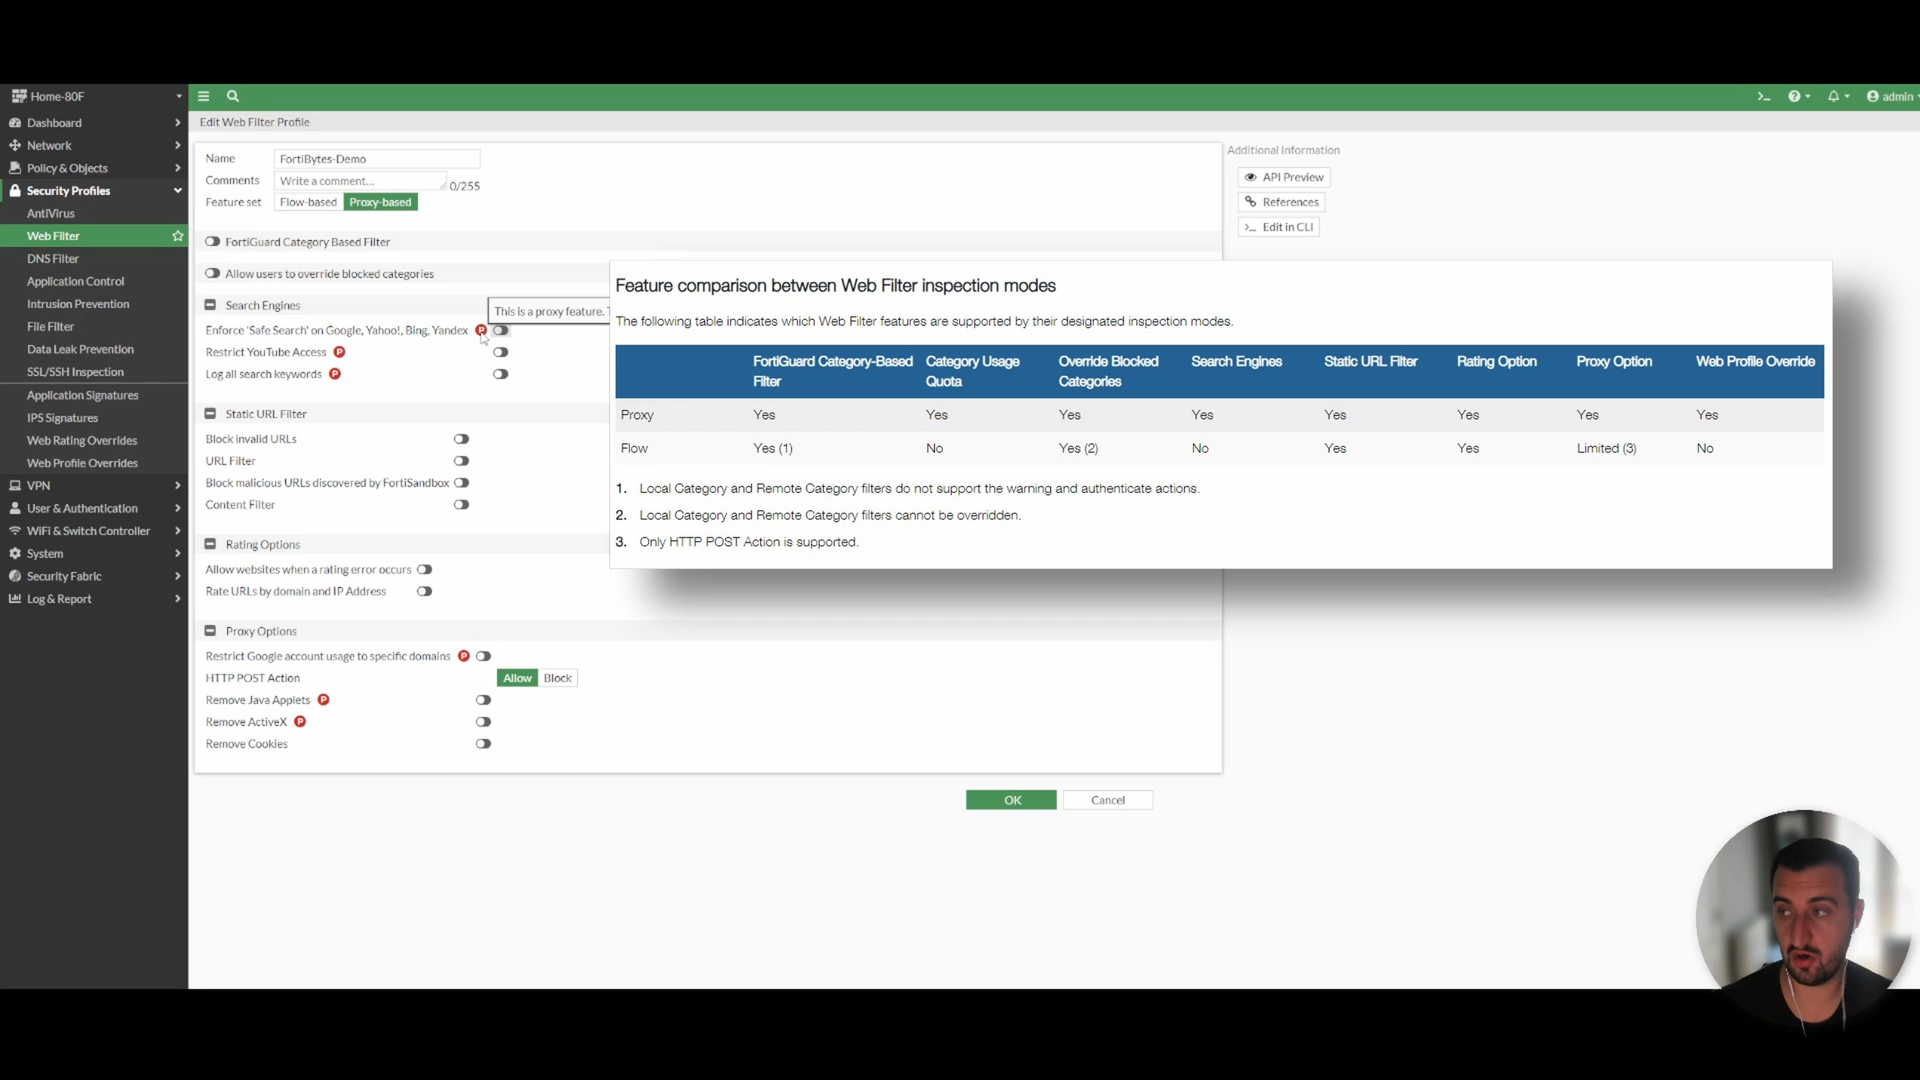 Home-80F
admin
Dashboard
Network
Policy & Objects
Security Profiles
AntiVirus
Web Filter
DNS Filter
Application Control
Intrusion Prevention
File Filter
Data Leak Prevention
SSL/SSH Inspection
Application Signatures
IPS Signatures
Web Rating Overrides
Web Profile Overrides
VPN
User & Authentication
WiFi & Switch Controller
System
Security Fabric
Log & Report
Edit Web Filter Profile
Name FortiBytes-Demo
Comments Write a comment... 0/255
Feature set Flow-based Proxy-based
FortiGuard Category Based Filter
Allow users to override blocked categories
Search Engines
This is a proxy feature.
Enforce 'Safe Search' on Google, Yahoo!, Bing, Yandex P
Restrict YouTube Access P
Log all search keywords P
Static URL Filter
Block invalid URLs
URL Filter
Block malicious URLs discovered by FortiSandbox
Content Filter
Rating Options
Allow websites when a rating error occurs
Rate URLs by domain and IP Address
Proxy Options
Restrict Google account usage to specific domains P
HTTP POST Action Allow Block
Remove Java Applets P
Remove ActiveX P
Remove Cookies
OK Cancel
Additional Information
API Preview
References
>_ Edit in CLI
Feature comparison between Web Filter inspection modes
The following table indicates which Web Filter features are supported by their designated inspection modes.
FortiGuard Category-Based Filter Category Usage Quota Override Blocked Categories Search Engines Static URL Filter Rating Option Proxy Option Web Profile Override
Proxy Yes Yes Yes Yes Yes Yes Yes Yes
Flow Yes (1) No Yes (2) No Yes Yes Limited (3) No
1. Local Category and Remote Category filters do not support the warning and authenticate actions.
2. Local Category and Remote Category filters cannot be overridden.
3. Only HTTP POST Action is supported.